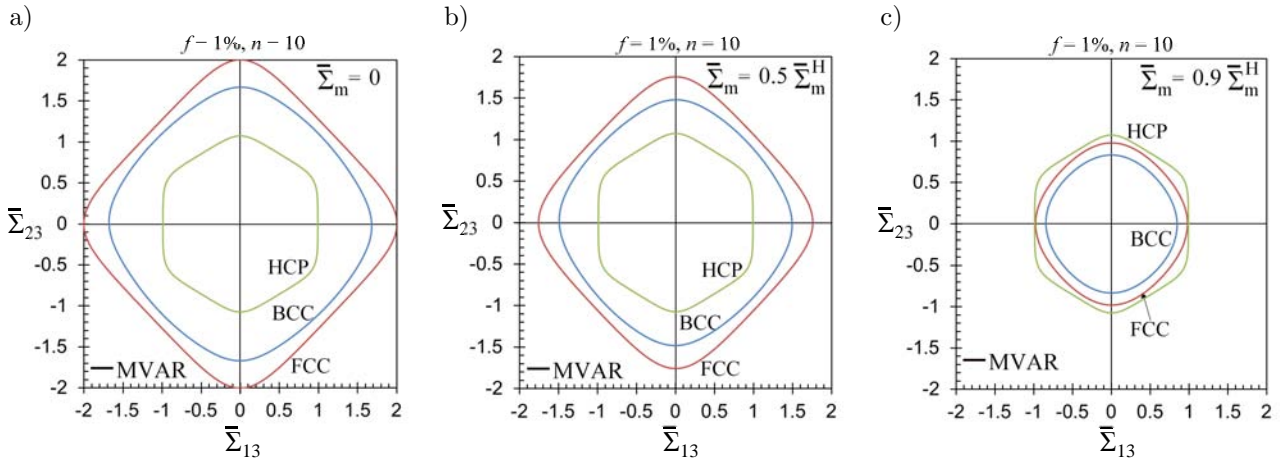 a)
f – 1%, n – 10
Σ̅m = 0
2
1.5
1
0.5
0
-0.5
-1
-1.5
-2
Σ̅23
HCP
BCC
FCC
MVAR
-2 -1.5 -1 -0.5 0 0.5 1 1.5 2
Σ̅13
b)
f = 1%, n = 10
Σ̅m = 0.5 Σ̅mH
2
1.5
1
0.5
0
-0.5
-1
-1.5
-2
Σ̅23
HCP
BCC
FCC
MVAR
-2 -1.5 -1 -0.5 0 0.5 1 1.5 2
Σ̅13
c)
f = 1%, n – 10
Σ̅m = 0.9 Σ̅mH
2
1.5
1
0.5
0
-0.5
-1
-1.5
-2
Σ̅23
HCP
BCC
FCC
MVAR
-2 -1.5 -1 -0.5 0 0.5 1 1.5 2
Σ̅13